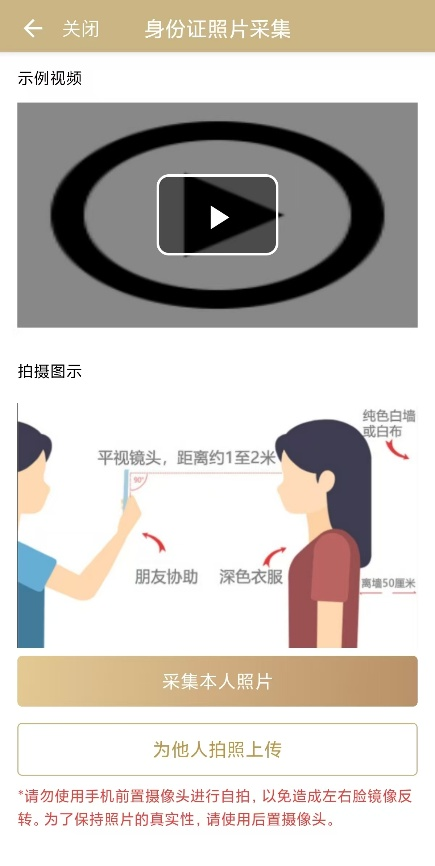 关闭
身份证照片采集
示例视频
拍摄图示
纯色白墙
或白布
平视镜头，距离约1至2米
90°
朋友协助
深色衣服
离墙50厘米
采集本人照片
为他人拍照上传
*请勿使用手机前置摄像头进行自拍，以免造成左右脸镜像反
转。为了保持照片的真实性，请使用后置摄像头。